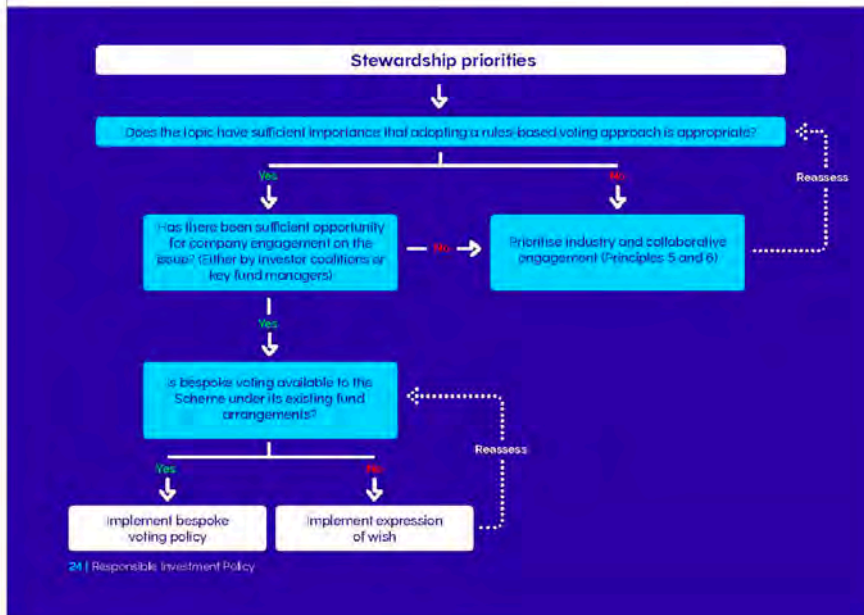 Stewardship priorities
Does the topic have sufficient importance that adopting a rules-based voting approach is appropriate?
Yes
No
Reassess
Has there been sufficient opportunity
for company engagement on the
issue? (Either by investor coalitions or
key fund managers)
No
Prioritise industry and collaborative
engagement (Principles 5 and 6)
Yes
Is bespoke voting available to the
Scheme under its existing fund
arrangements?
Reassess
Yes
No
Implement bespoke
voting policy
Implement expression
of wish
24 | Responsible Investment Policy